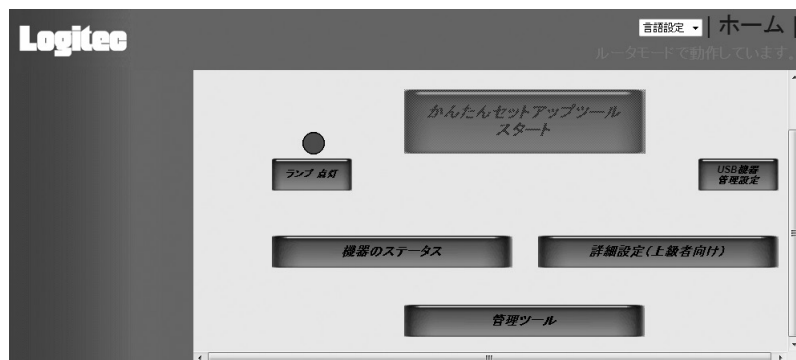 Logitec
言語設定
| ホーム |
ルータモードで動作しています。
かんたんセットアップツール
スタート
ランプ 点灯
USB機器
管理設定
機器のステータス
詳細設定(上級者向け)
管理ツール